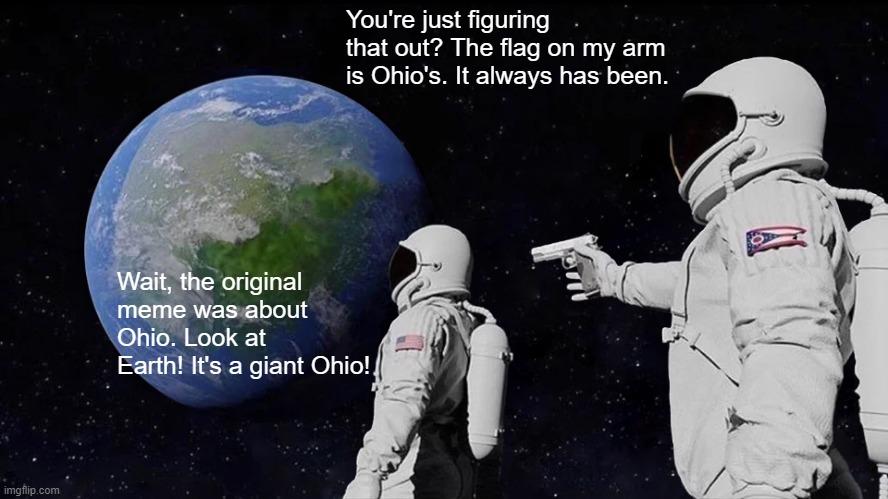 You're just figuring
that out? The flag on my arm
is Ohio's. It always has been.
Wait, the original
meme was about
Ohio. Look at
Earth! It's a giant Ohio!
imgflip.com